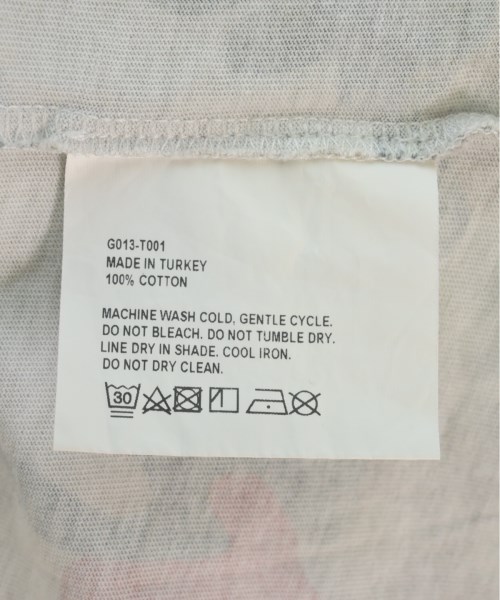 G013-T001
MADE IN TURKEY
100% COTTON
MACHINE WASH COLD, GENTLE CYCLE.
DO NOT BLEACH. DO NOT TUMBLE DRY.
LINE DRY IN SHADE. COOL IRON.
DO NOT DRY CLEAN.
30